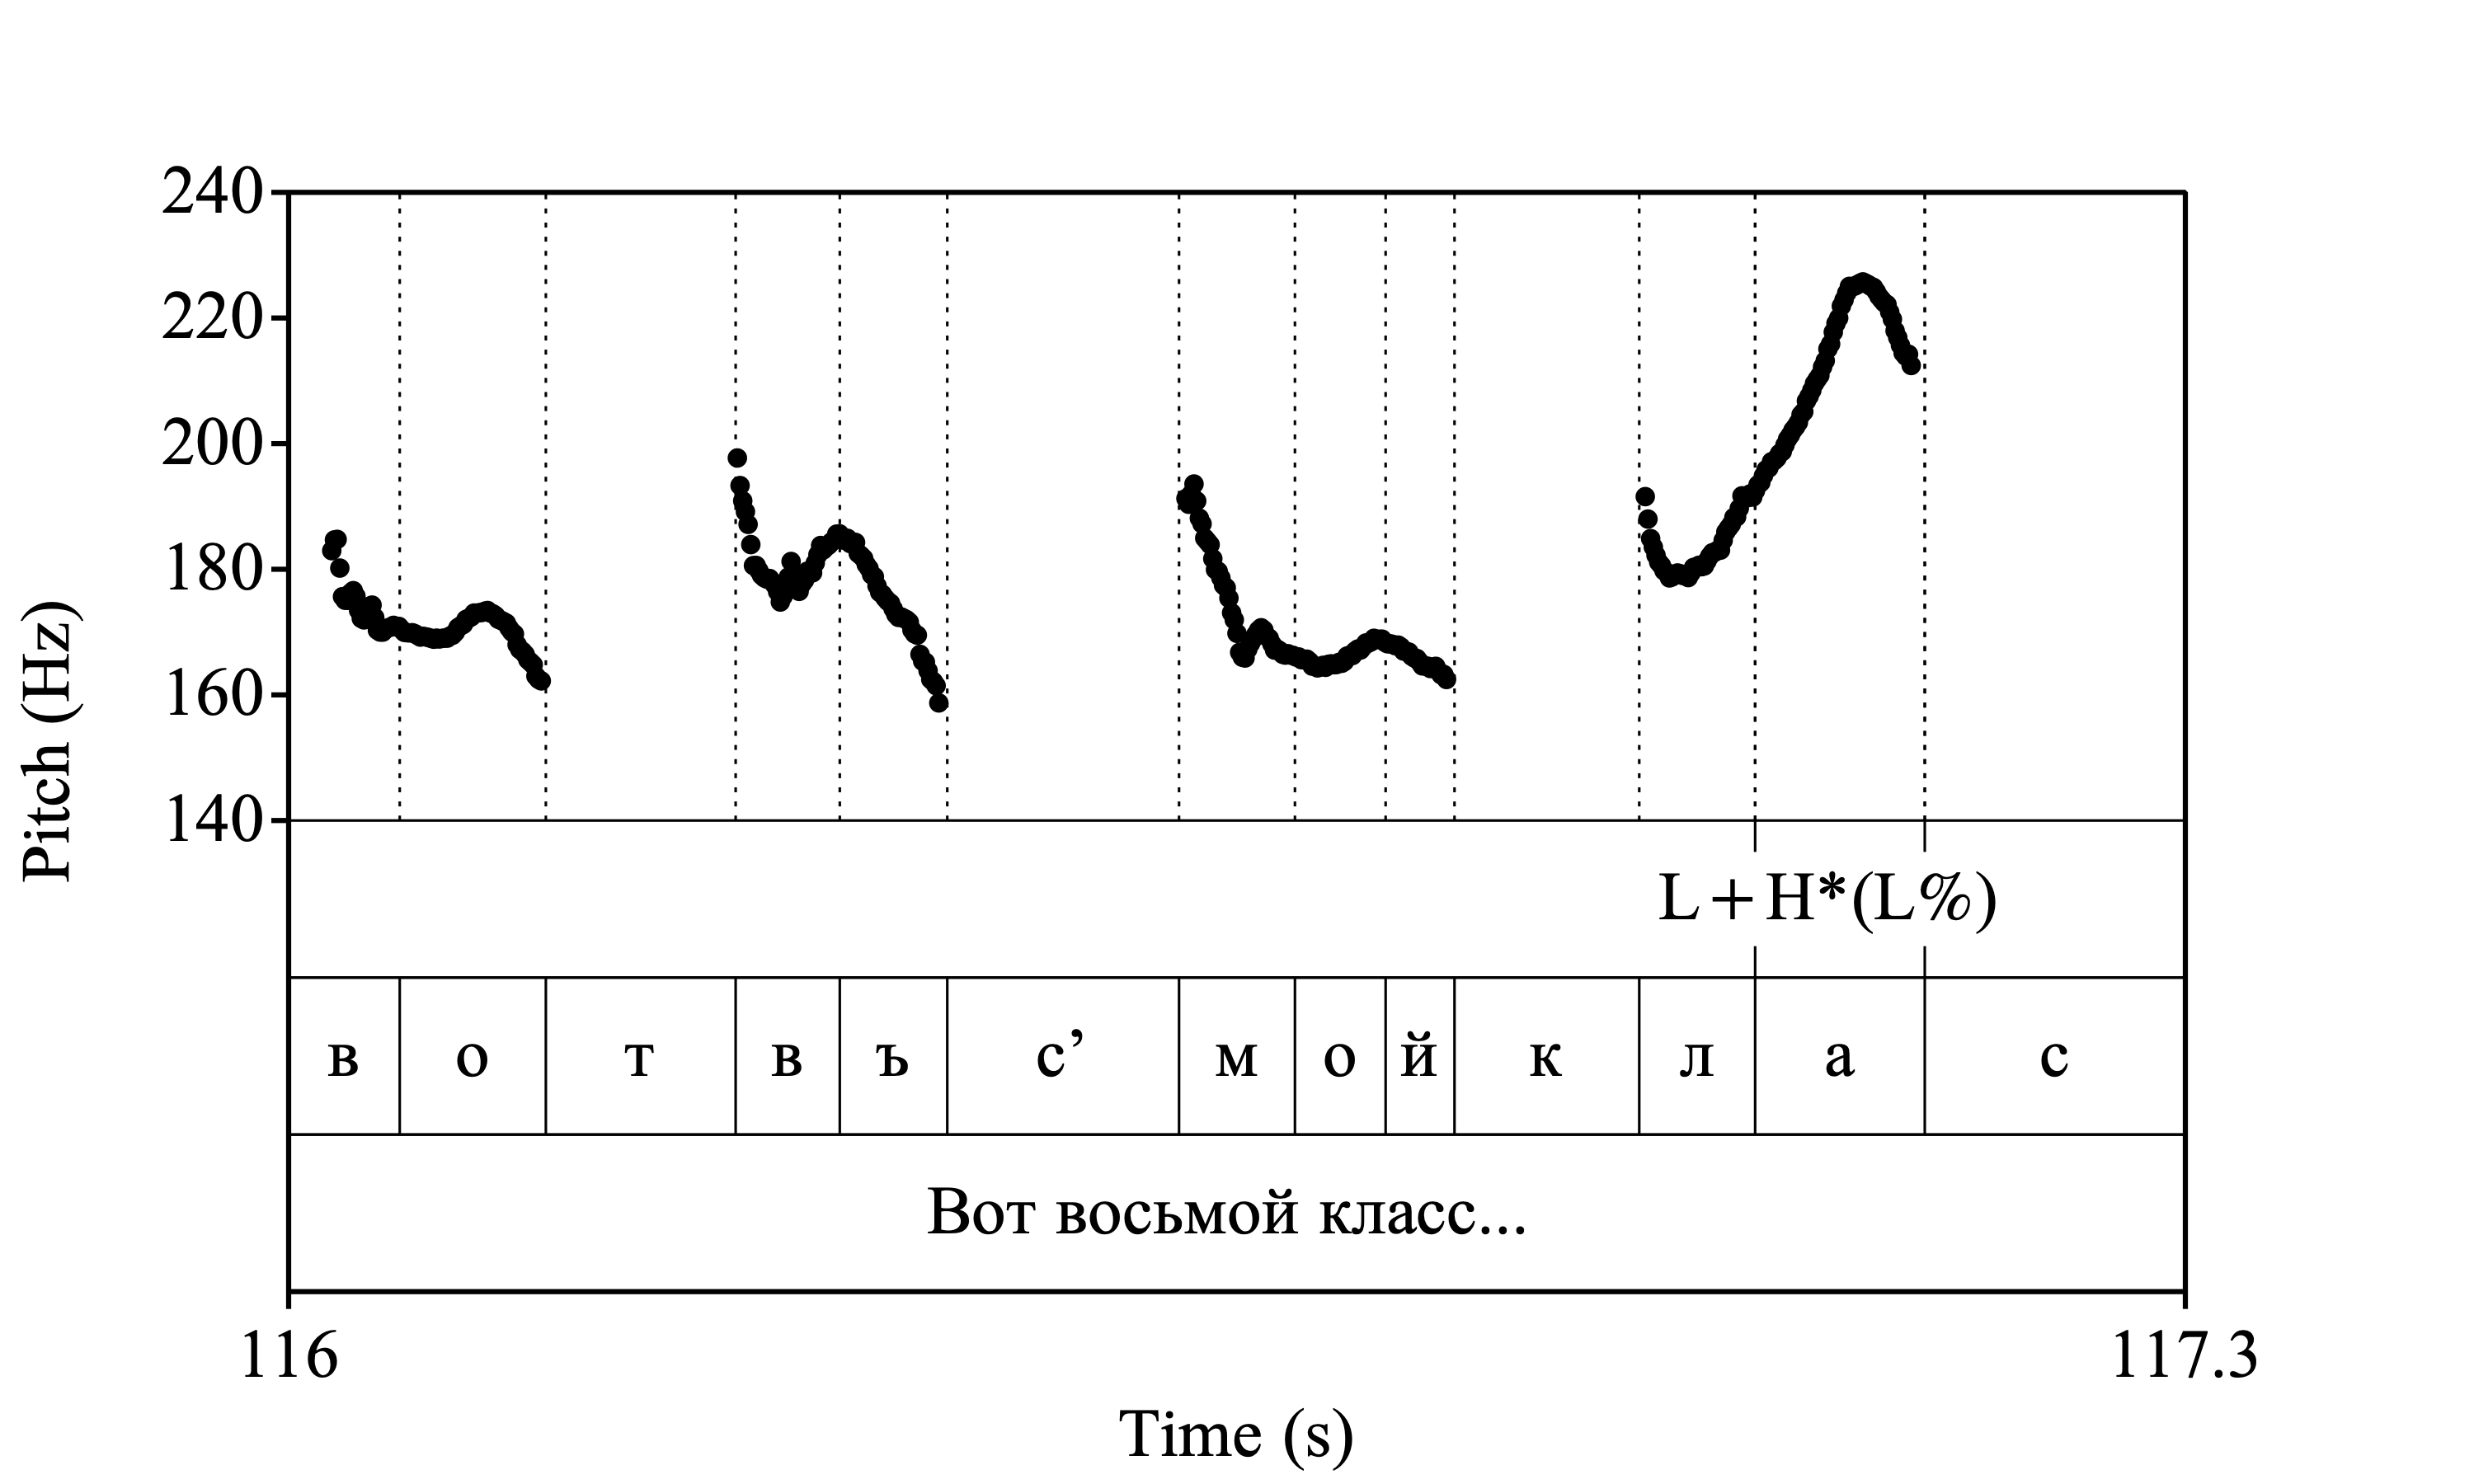 240
220
200
180
160
140
Pitch (Hz)
L+H*(L%)
в о т в ъ с’ м о й к л а с
Вот восьмой класс...
116 117.3
Time (s)